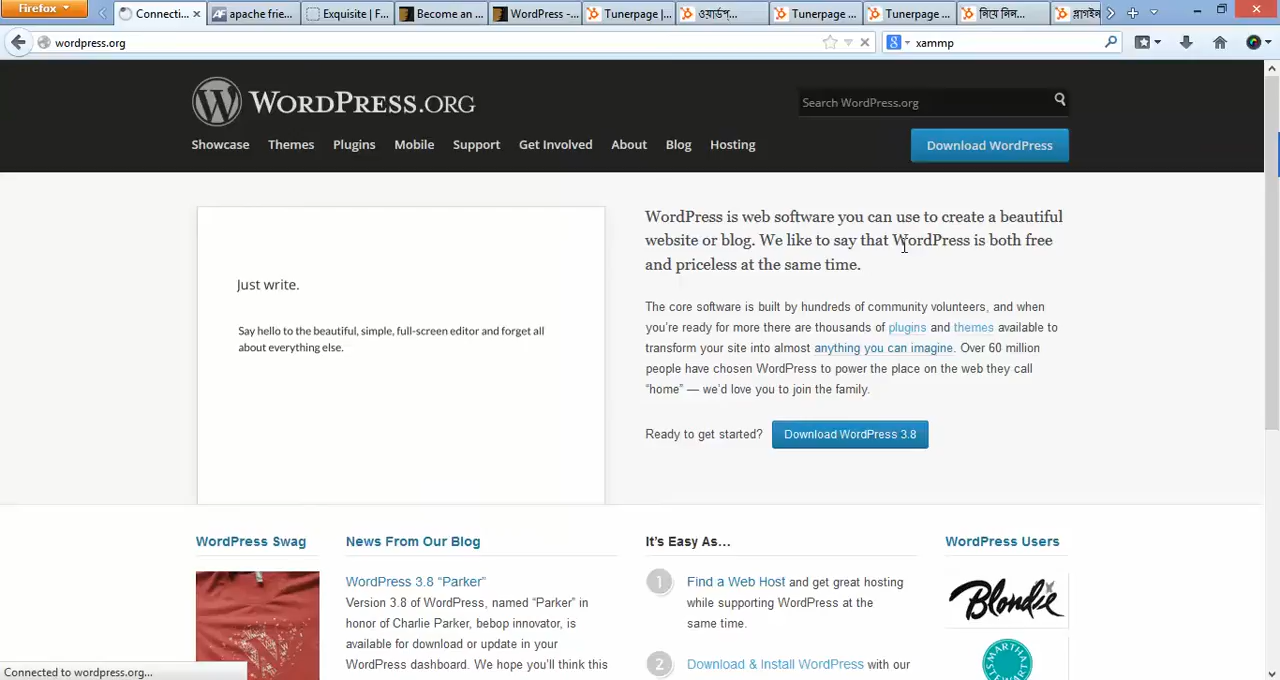 Firefox
Connecti...
apache frie...
Exquisite | F...
Become an ...
WordPress -...
Tunerpage |...
ওয়ার্ডপ্...
Tunerpage ...
Tunerpage ...
নিয়ে নিন...
wordpress.org
xammp
WORDPRESS.ORG
Search WordPress.org
Showcase Themes Plugins Mobile Support Get Involved About Blog Hosting
Download WordPress
Just write.
Say hello to the beautiful, simple, full-screen editor and forget all
about everything else.
WordPress is web software you can use to create a beautiful
website or blog. We like to say that WordPress is both free
and priceless at the same time.
The core software is built by hundreds of community volunteers, and when
you’re ready for more there are thousands of plugins and themes available to
transform your site into almost anything you can imagine. Over 60 million
people have chosen WordPress to power the place on the web they call
“home” — we’d love you to join the family.
Ready to get started? Download WordPress 3.8
WordPress Swag
News From Our Blog
WordPress 3.8 “Parker”
Version 3.8 of WordPress, named “Parker” in
honor of Charlie Parker, bebop innovator, is
available for download or update in your
WordPress dashboard. We hope you’ll think this
It’s Easy As…
1 Find a Web Host and get great hosting
while supporting WordPress at the
same time.
2 Download & Install WordPress with our
WordPress Users
Blondie
MARTHA
STEWART
Connected to wordpress.org...